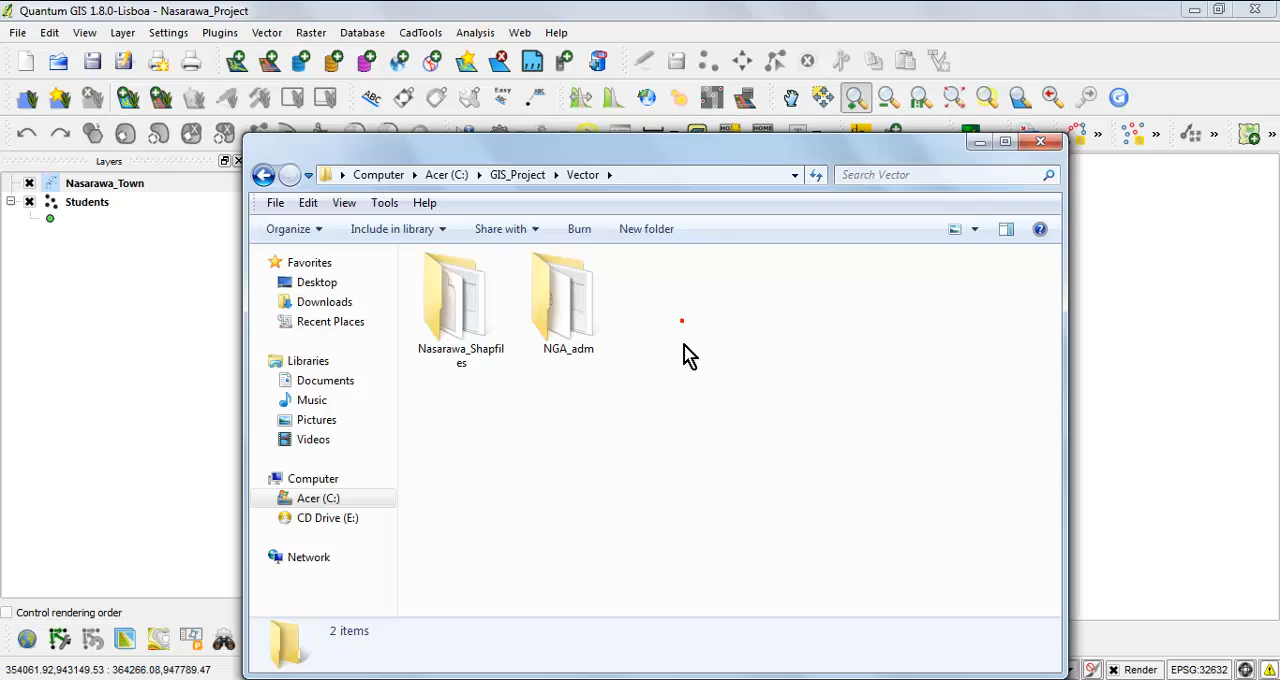 Quantum GIS 1.8.0-Lisboa - Nasarawa_Project
File Edit View Layer Settings Plugins Vector Raster Database CadTools Analysis Web Help
ABC Easy ABC
Layers
Nasarawa_Town
Students
Computer Acer (C:) GIS_Project Vector Search Vector
File Edit View Tools Help
Organize Include in library Share with Burn New folder
Favorites
Desktop
Downloads
Recent Places
Libraries
Documents
Music
Pictures
Videos
Computer
Acer (C:)
CD Drive (E:)
Network
Nasarawa_Shapfil
es
NGA_adm
2 items
Control rendering order
354061.92,943149.53 : 364266.08,947789.47
Render EPSG:32632